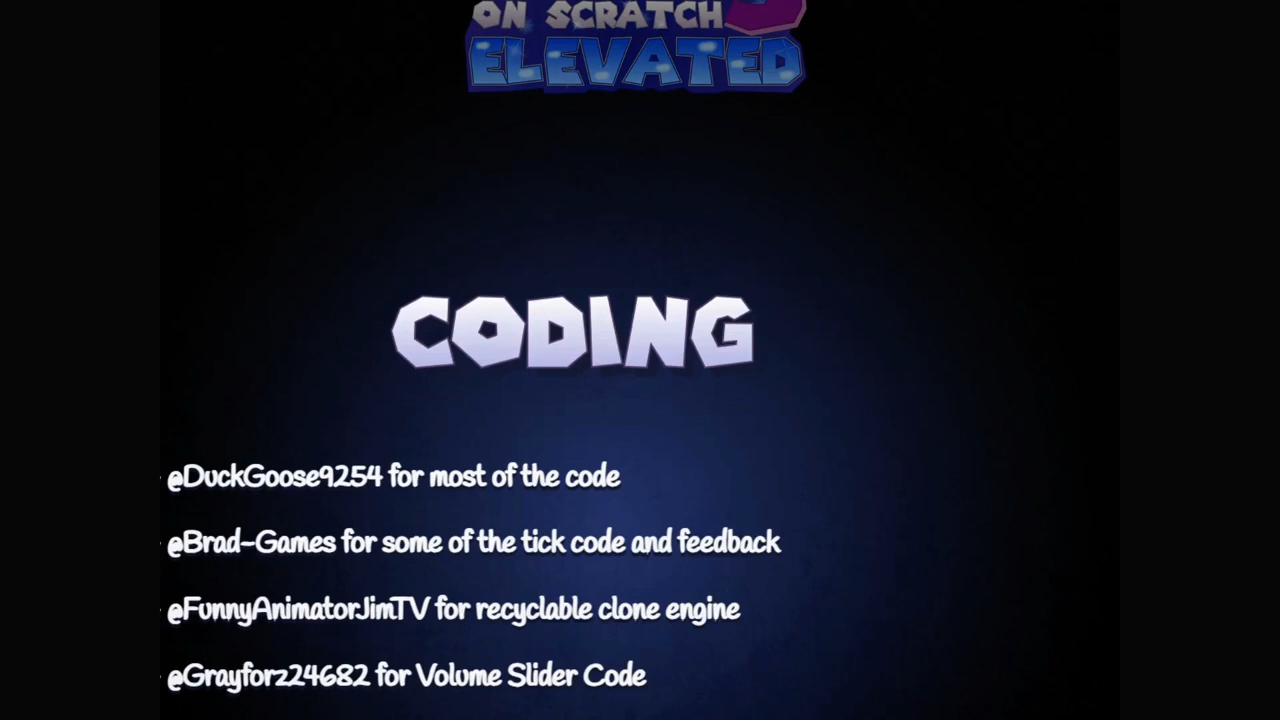 ON SCRATCH
ELEVATED
CODING
- @DuckGoose9254 for most of the code
- @Brad-Games for some of the tick code and feedback
- @FunnyAnimatorJimTV for recyclable clone engine
- @Grayforz24682 for Volume Slider Code